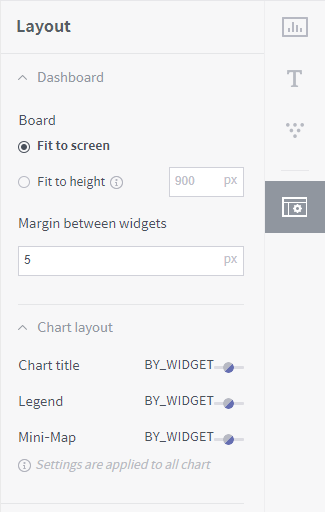 Layout
Dashboard
Board
Fit to screen
Fit to height 900 px
Margin between widgets
5 px
Chart layout
Chart title BY_WIDGET
Legend BY_WIDGET
Mini-Map BY_WIDGET
Settings are applied to all chart
T